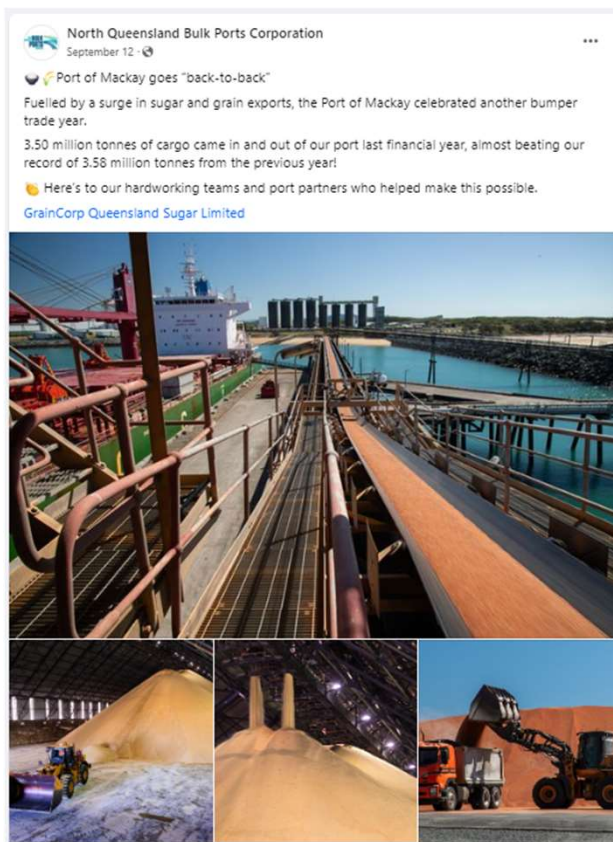 BULK PORTS
North Queensland Bulk Ports Corporation
September 12 ·
Port of Mackay goes "back-to-back"
Fuelled by a surge in sugar and grain exports, the Port of Mackay celebrated another bumper
trade year.
3.50 million tonnes of cargo came in and out of our port last financial year, almost beating our
record of 3.58 million tonnes from the previous year!
Here's to our hardworking teams and port partners who helped make this possible.
GrainCorp Queensland Sugar Limited